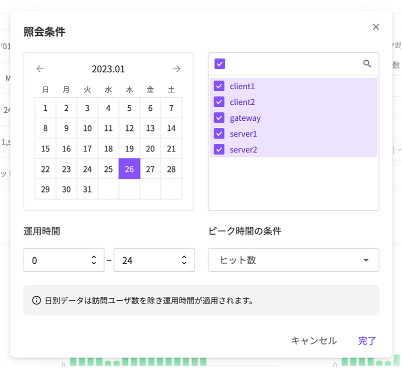 照会条件
2023.01
日 月 火 水 木 금 土
1 2 3 4 5 6 7
8 9 10 11 12 13 14
15 16 17 18 19 20 21
22 23 24 25 26 27 28
29 30 31
client1
client2
gateway
server1
server2
運用時間
0 ~ 24
ピーク時間の条件
ヒット数
日別データは訪問ユーザ数を除き運用時間が適用されます。
キャンセル
完了